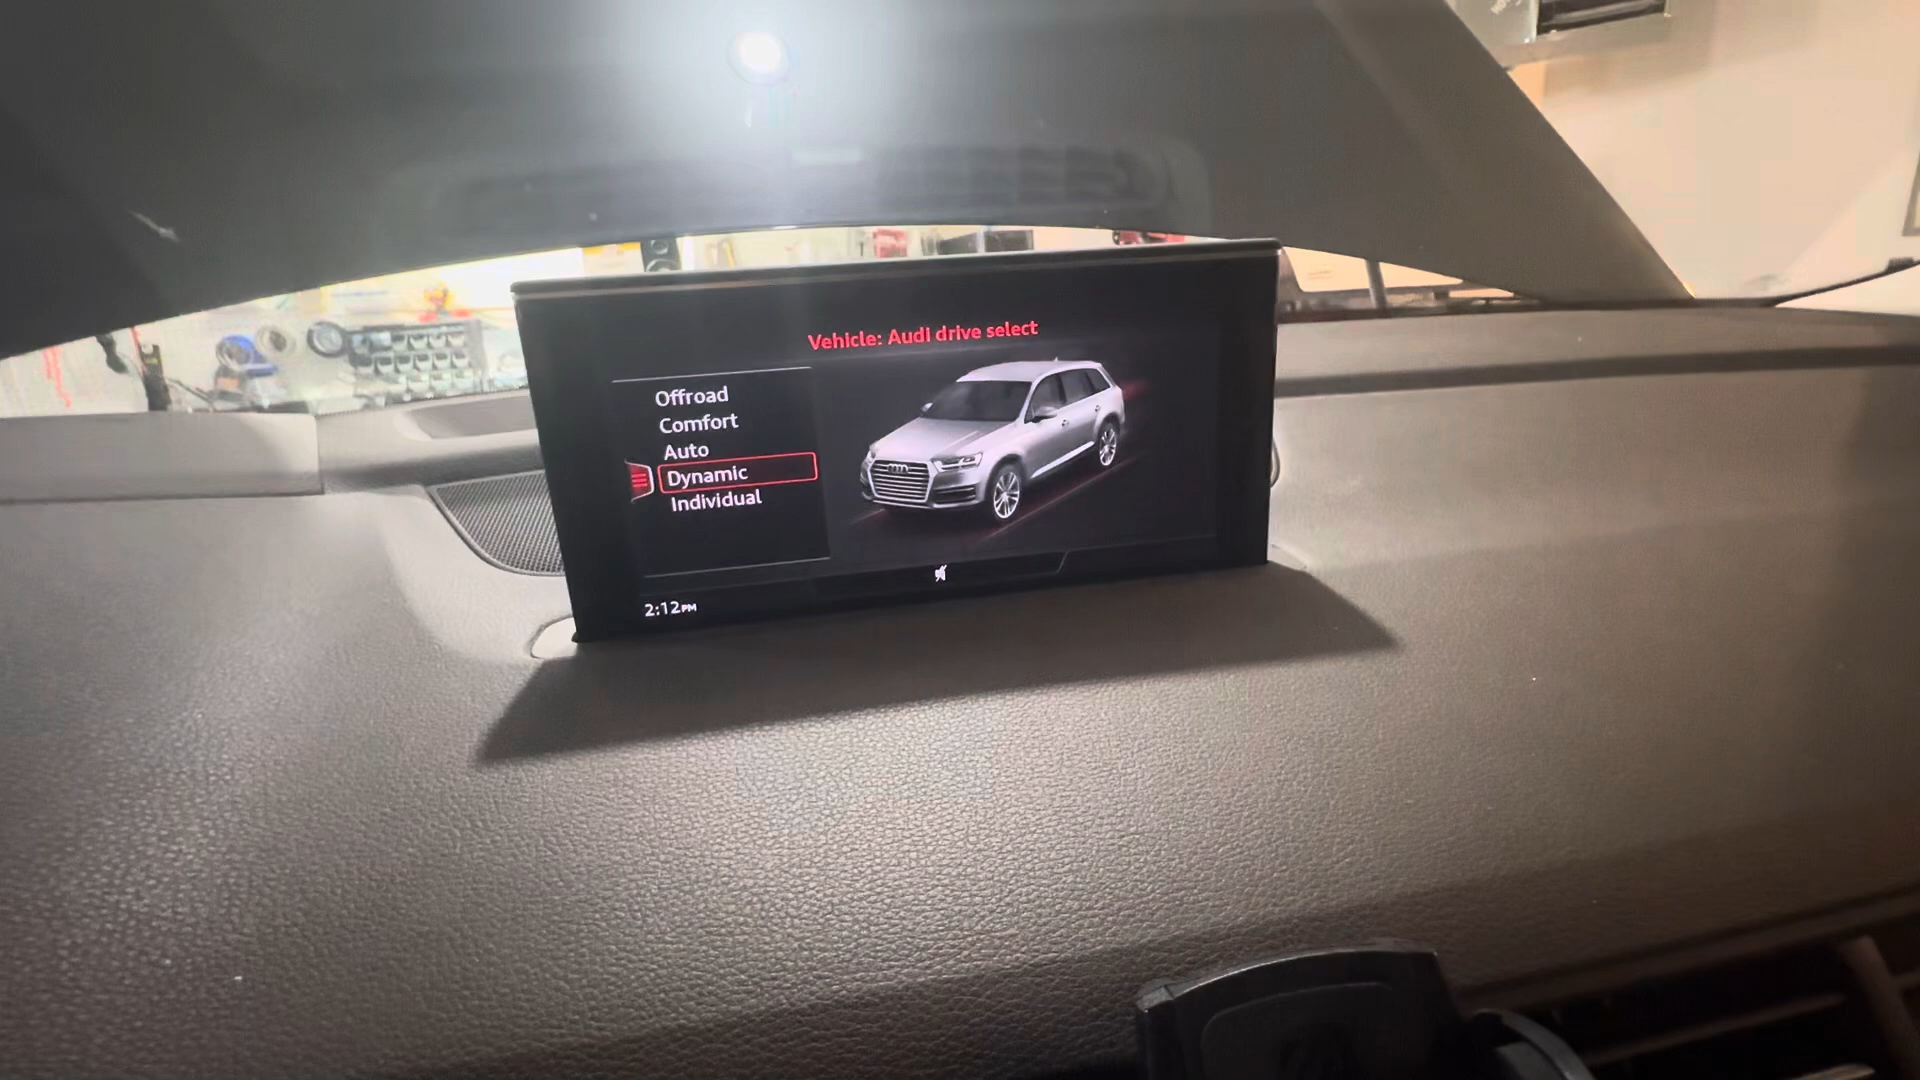 Vehicle: Audi drive select
Offroad
Comfort
Auto
Dynamic
Individual
2:12PM